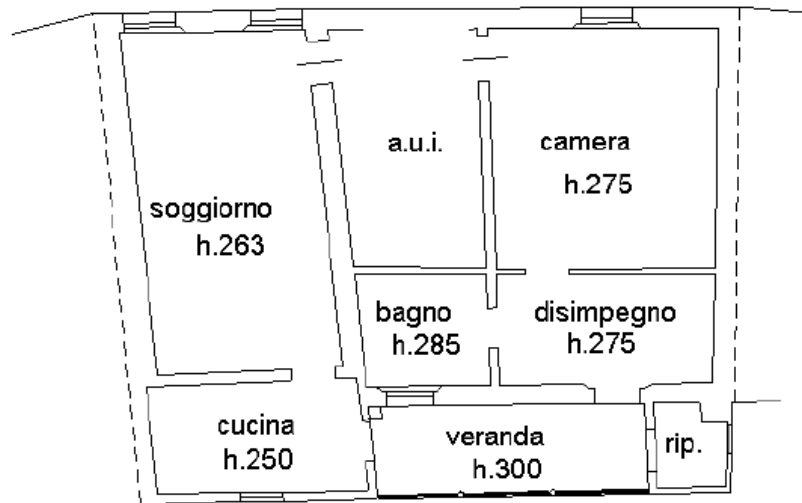 a.u.i.
camera
h.275
soggiorno
h.263
bagno
h.285
disimpegno
h.275
cucina
h.250
veranda
h.300
rip.